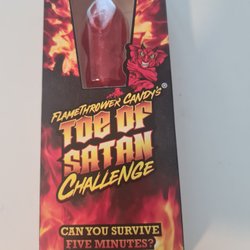 FLAMETHROWER CANDY'S®
TOE OF
SATAN
CHALLENGE
CAN YOU SURVIVE
FIVE MINUTES?